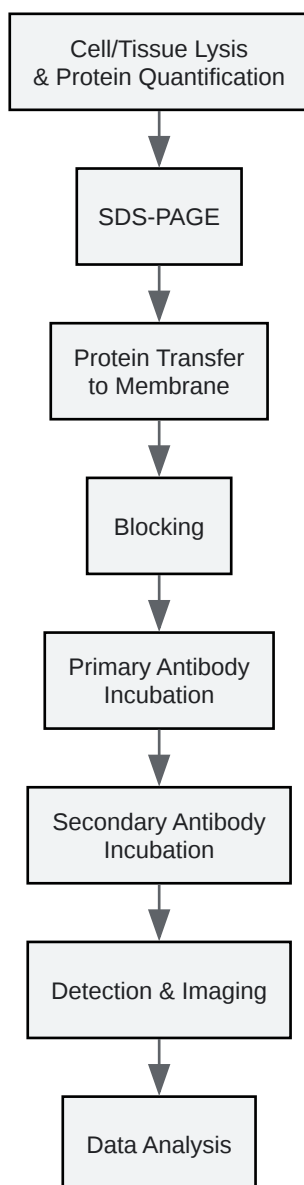 Cell/Tissue Lysis
& Protein Quantification
SDS-PAGE
Protein Transfer
to Membrane
Blocking
Primary Antibody
Incubation
Secondary Antibody
Incubation
Detection & Imaging
Data Analysis